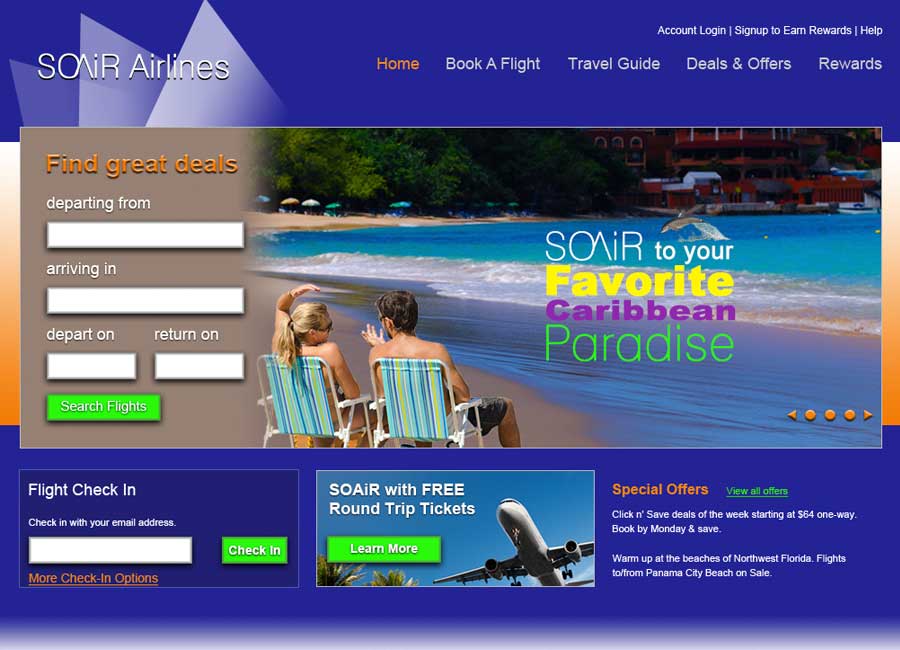 Account Login | Signup to Earn Rewards | Help
SOAiR Airlines
Home Book A Flight Travel Guide Deals & Offers Rewards
Find great deals
departing from
arriving in
depart on return on
Search Flights
SOAiR to your
Favorite
Caribbean
Paradise
Flight Check In
Check in with your email address.
Check In
More Check-In Options
SOAiR with FREE
Round Trip Tickets
Learn More
Special Offers View all offers
Click n' Save deals of the week starting at $64 one-way.
Book by Monday & save.
Warm up at the beaches of Northwest Florida. Flights
to/from Panama City Beach on Sale.